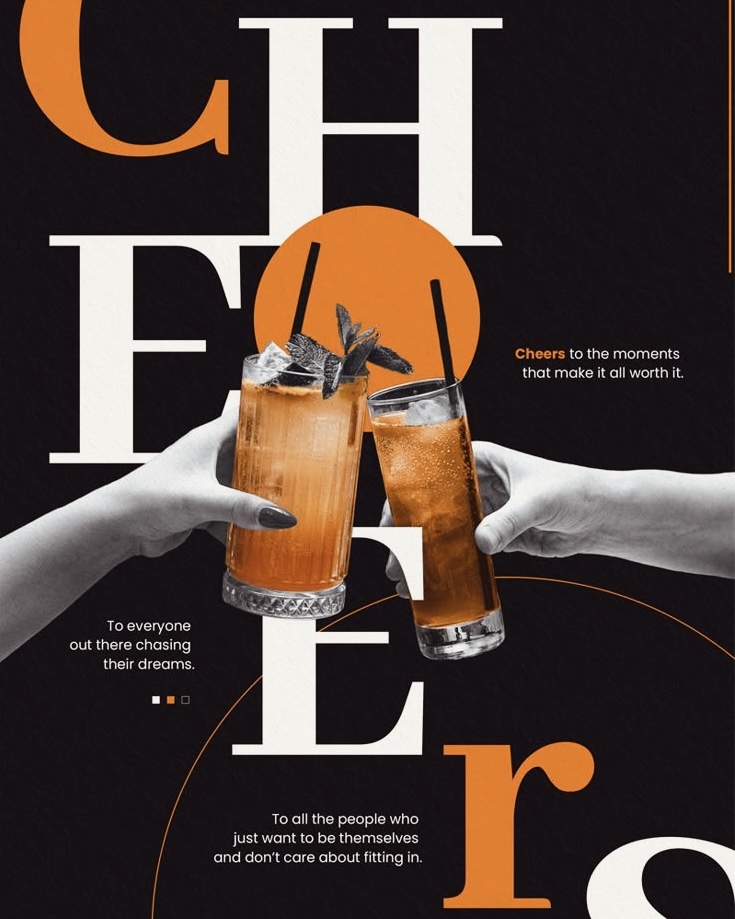 C
H
E
Cheers to the moments
that make it all worth it.
E
To everyone
out there chasing
their dreams.
r
To all the people who
just want to be themselves
and don't care about fitting in.
s